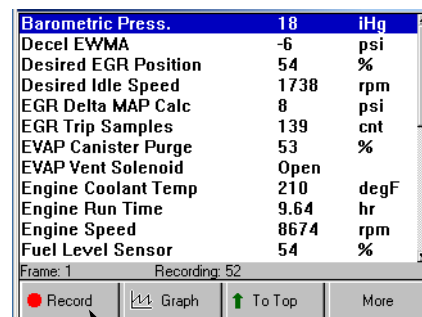 Barometric Press. 18 iHg
Decel EWMA -6 psi
Desired EGR Position 54 %
Desired Idle Speed 1738 rpm
EGR Delta MAP Calc 8 psi
EGR Trip Samples 139 cnt
EVAP Canister Purge 53 %
EVAP Vent Solenoid Open
Engine Coolant Temp 210 degF
Engine Run Time 9.64 hr
Engine Speed 8674 rpm
Fuel Level Sensor 54 %
Frame: 1 Recording: 52
Record Graph To Top More